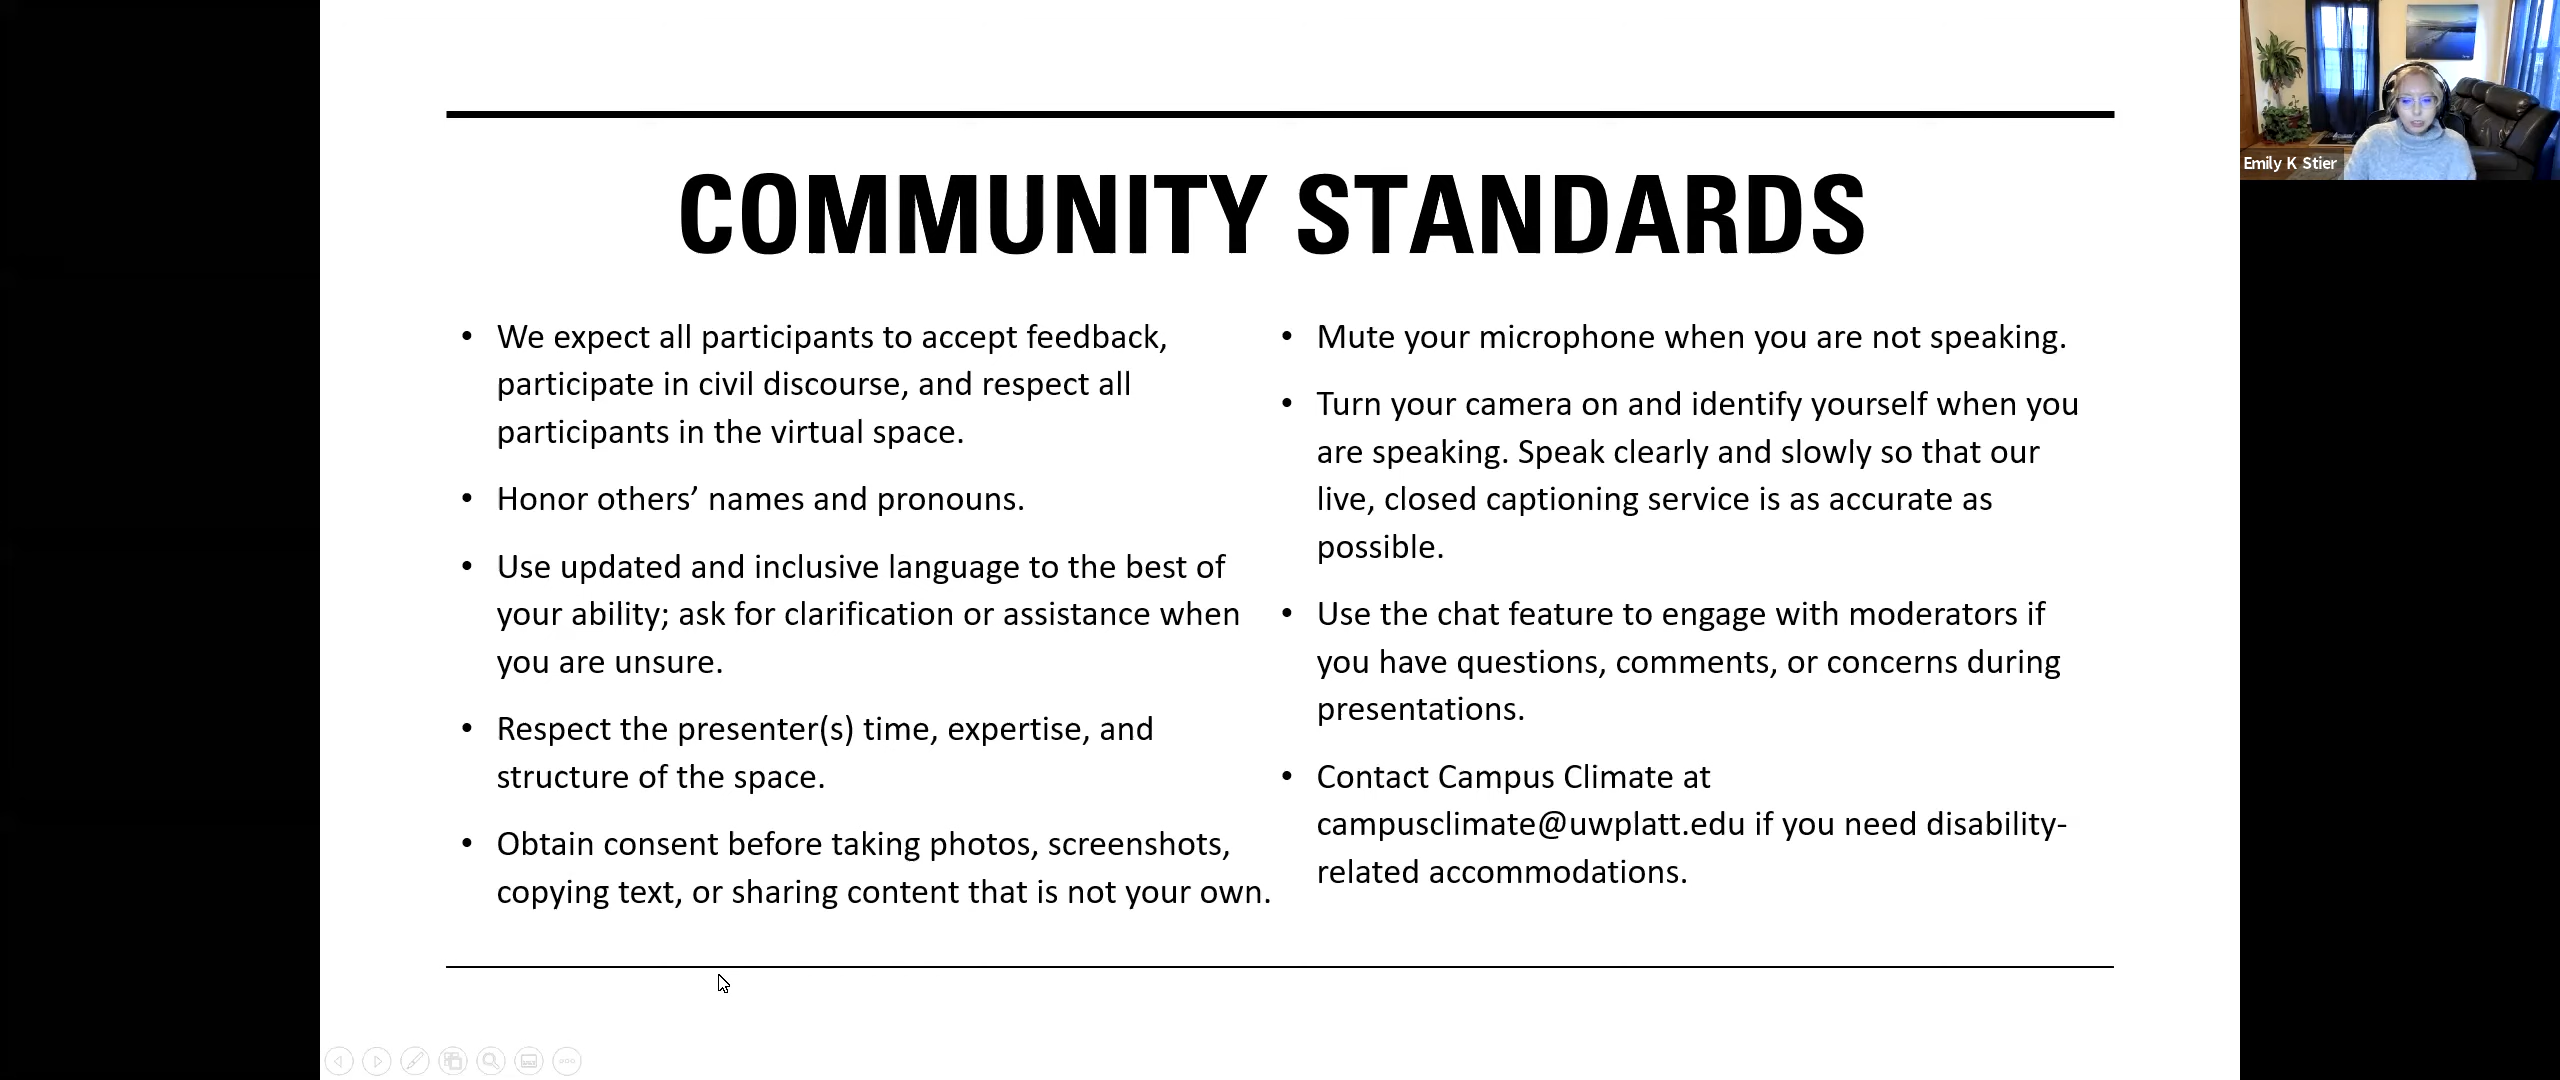 COMMUNITY STANDARDS
• We expect all participants to accept feedback,
participate in civil discourse, and respect all
participants in the virtual space.
• Honor others’ names and pronouns.
• Use updated and inclusive language to the best of
your ability; ask for clarification or assistance when
you are unsure.
• Respect the presenter(s) time, expertise, and
structure of the space.
• Obtain consent before taking photos, screenshots,
copying text, or sharing content that is not your own.
• Mute your microphone when you are not speaking.
• Turn your camera on and identify yourself when you
are speaking. Speak clearly and slowly so that our
live, closed captioning service is as accurate as
possible.
• Use the chat feature to engage with moderators if
you have questions, comments, or concerns during
presentations.
• Contact Campus Climate at
campusclimate@uwplatt.edu if you need disability-
related accommodations.
Emily K Stier